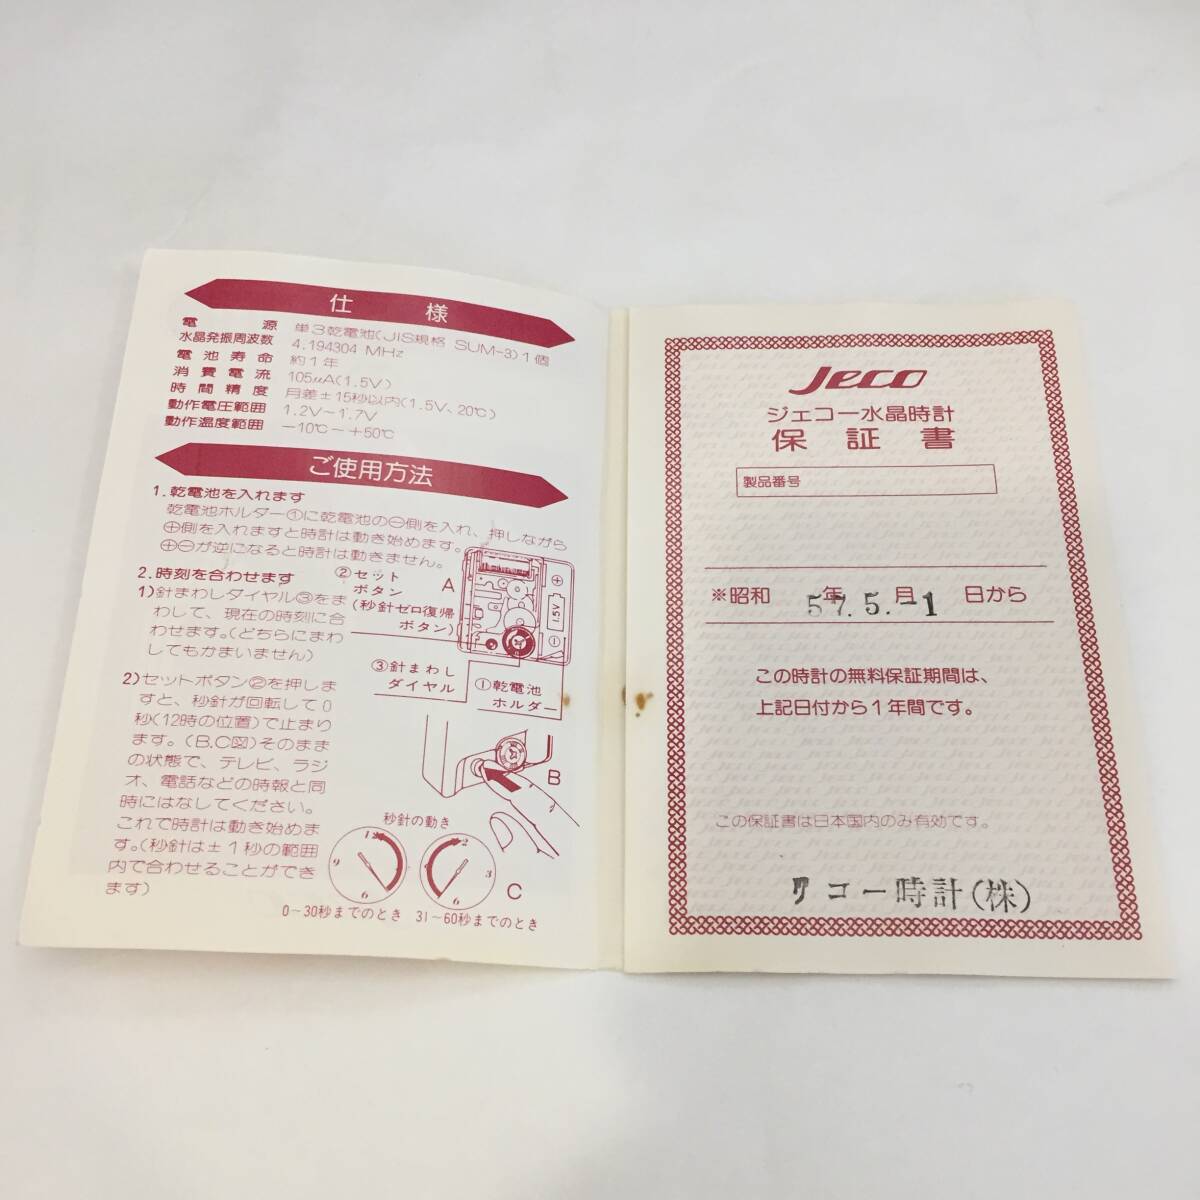 仕様
電源 単3乾電池(JIS規格 SUM-3)1個
水晶発振周波数 4.194304 MHz
電池寿命 約1年
消費電流 105μA(1.5V)
時間精度 月差±15秒以内(1.5V、20℃)
動作電圧範囲 1.2V～1.7V
動作温度範囲 －10℃～＋50℃
ご使用方法
1. 乾電池を入れます
乾電池ホルダー①に乾電池の⊖側を入れ、押しながら
⊕側を入れますと時計は動き始めます。
⊕⊖が逆になると時計は動きません。
2. 時刻を合わせます
1)針まわしダイヤル③をま
わして、現在の時刻に合
わせます。(どちらにまわ
してもかまいません)
2)セットボタン②を押しま
すと、秒針が回転して0
秒(12時の位置)で止まり
ます。(B.C図)そのまま
の状態で、テレビ、ラジ
オ、電話などの時報と同
時にはなしてください。
これで時計は動き始めま
す。(秒針は±1秒の範囲
内で合わせることができ
ます)
②セット
ボタン
(秒針ゼロ復帰
ボタン)
A
⊕
1.5V
⊖
③針まわし
ダイヤル
①乾電池
ホルダー
B
秒針の動き
9 1 6
2 3 6
C
0～30秒までのとき 31～60秒までのとき
Jeco
ジェコー水晶時計
保証書
製品番号
※昭和 年 月 日から
57.5.-1
この時計の無料保証期間は、
上記日付から1年間です。
この保証書は日本国内のみ有効です。
リコー時計(株)